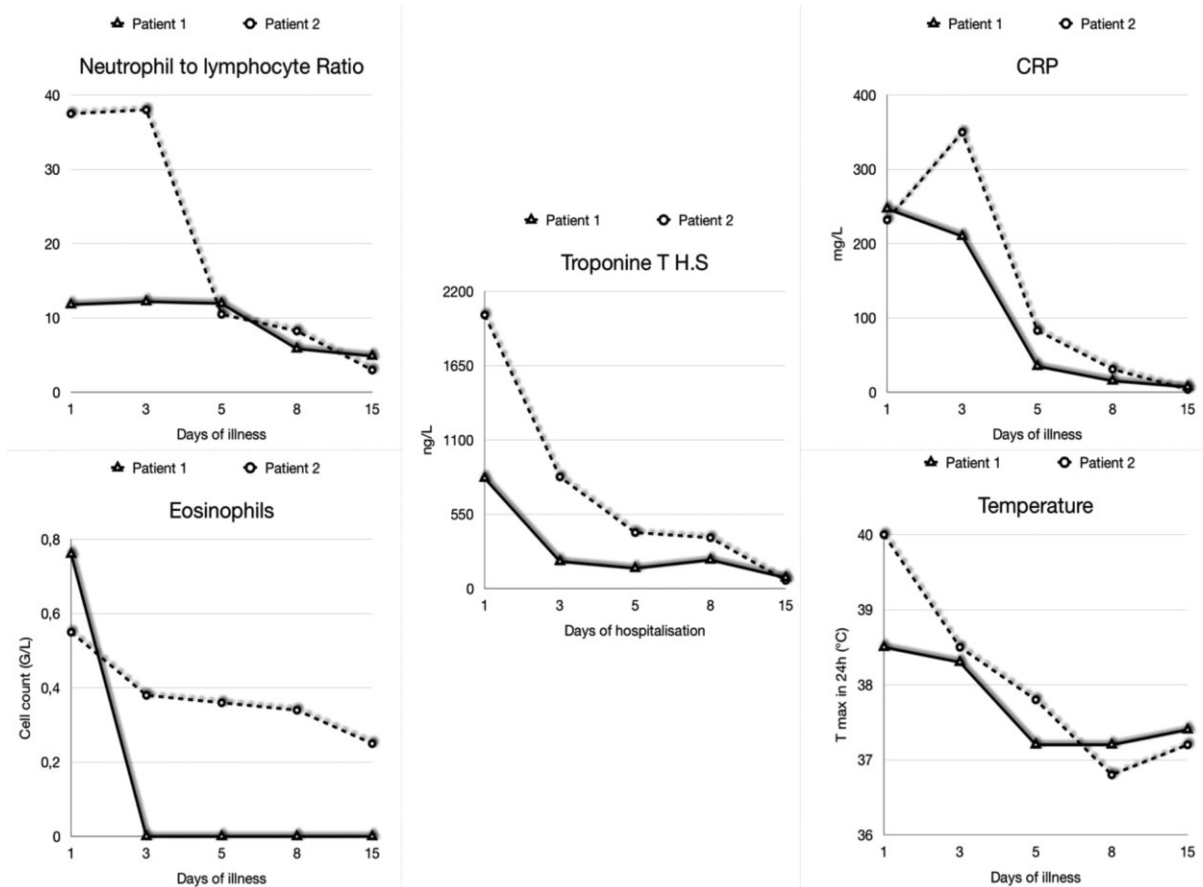 Patient 1 Patient 2
Neutrophil to lymphocyte Ratio
40
30
20
10
0
1 3 5 8 15
Days of illness
Patient 1 Patient 2
Eosinophils
Cell count (G/L)
0,8
0,6
0,4
0,2
0
1 3 5 8 15
Days of illness
Patient 1 Patient 2
Troponine T H.S
ng/L
2200
1650
1100
550
0
1 3 5 8 15
Days of hospitalisation
Patient 1 Patient 2
CRP
mg/L
400
300
200
100
0
1 3 5 8 15
Days of illness
Patient 1 Patient 2
Temperature
T max in 24h (°C)
40
39
38
37
36
1 3 5 8 15
Days of illness